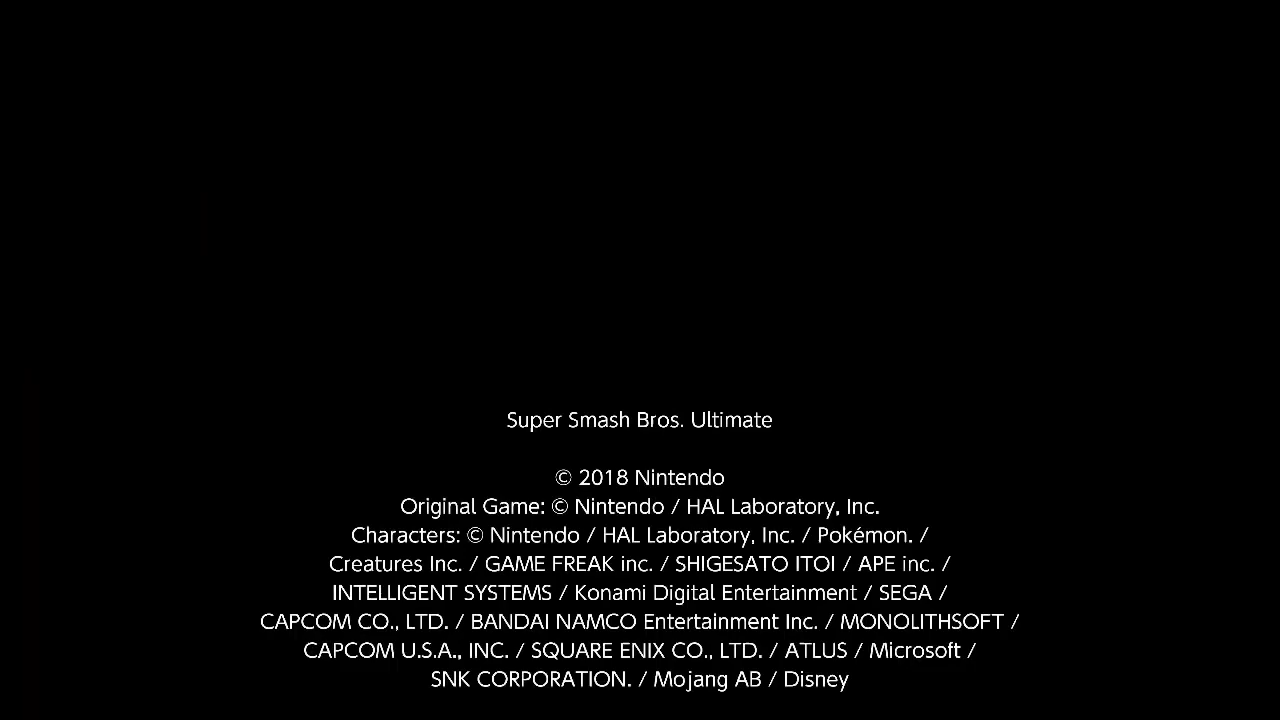 Super Smash Bros. Ultimate
© 2018 Nintendo
Original Game: © Nintendo / HAL Laboratory, Inc.
Characters: © Nintendo / HAL Laboratory, Inc. / Pokémon. /
Creatures Inc. / GAME FREAK inc. / SHIGESATO ITOI / APE inc. /
INTELLIGENT SYSTEMS / Konami Digital Entertainment / SEGA /
CAPCOM CO., LTD. / BANDAI NAMCO Entertainment Inc. / MONOLITHSOFT /
CAPCOM U.S.A., INC. / SQUARE ENIX CO., LTD. / ATLUS / Microsoft /
SNK CORPORATION. / Mojang AB / Disney